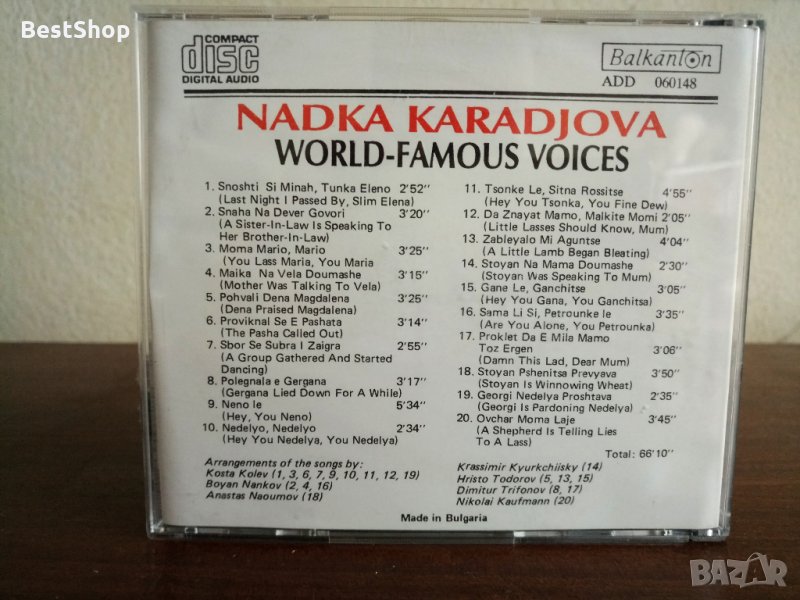 BestShop
COMPACT
disc
DIGITAL AUDIO
Balkanton
ADD 060148
NADKA KARADJOVA
WORLD-FAMOUS VOICES
1. Snoshti Si Minah, Tunka Eleno 2'52''
(Last Night I Passed By, Slim Elena)
2. Snaha Na Dever Govori 3'20''
(A Sister-In-Law Is Speaking To
Her Brother-In-Law)
3. Moma Mario, Mario 3'25''
(You Lass Maria, You Maria
4. Maika Na Vela Doumashe 3'15''
(Mother Was Talking To Vela)
5. Pohvali Dena Magdalena 3'25''
(Dena Praised Magdalena)
6. Proviknal Se E Pashata 3'14''
(The Pasha Called Out)
7. Sbor Se Subra I Zaigra 2'55''
(A Group Gathered And Started
Dancing)
8. Polegnala e Gergana 3'17''
(Gergana Lied Down For A While)
9. Neno le 5'34''
(Hey, You Neno)
10. Nedelyo, Nedelyo 2'34''
(Hey You Nedelya, You Nedelya)
11. Tsonke Le, Sitna Rossitse 4'55''
(Hey You Tsonka, You Fine Dew)
12. Da Znayat Mamo, Malkite Momi 2'05''
(Little Lasses Should Know, Mum)
13. Zableyalo Mi Aguntse 4'04''
(A Little Lamb Began Bleating)
14. Stoyan Na Mama Doumashe 2'30''
(Stoyan Was Speaking To Mum)
15. Gane Le, Ganchitse 3'05''
(Hey You Gana, You Ganchitsa)
16. Sama Li Si, Petrounke le 3'35''
(Are You Alone, You Petrounka)
17. Proklet Da E Mila Mamo
Toz Ergen 3'06''
(Damn This Lad, Dear Mum)
18. Stoyan Pshenitsa Prevyava 3'50''
(Stoyan Is Winnowing Wheat)
19. Georgi Nedelya Proshtava 2'35''
(Georgi Is Pardoning Nedelya)
20. Ovchar Moma Laje 3'45''
(A Shepherd Is Telling Lies
To A Lass)
Total: 66'10''
Arrangements of the songs by:
Kosta Kolev (1, 3, 6, 7, 9, 10, 11, 12, 19)
Boyan Nankov (2, 4, 16)
Anastas Naoumov (18)
Krassimir Kyurkchiisky (14)
Hristo Todorov (5, 13, 15)
Dimitur Trifonov (8, 17)
Nikolai Kaufmann (20)
Made in Bulgaria
BAZAR